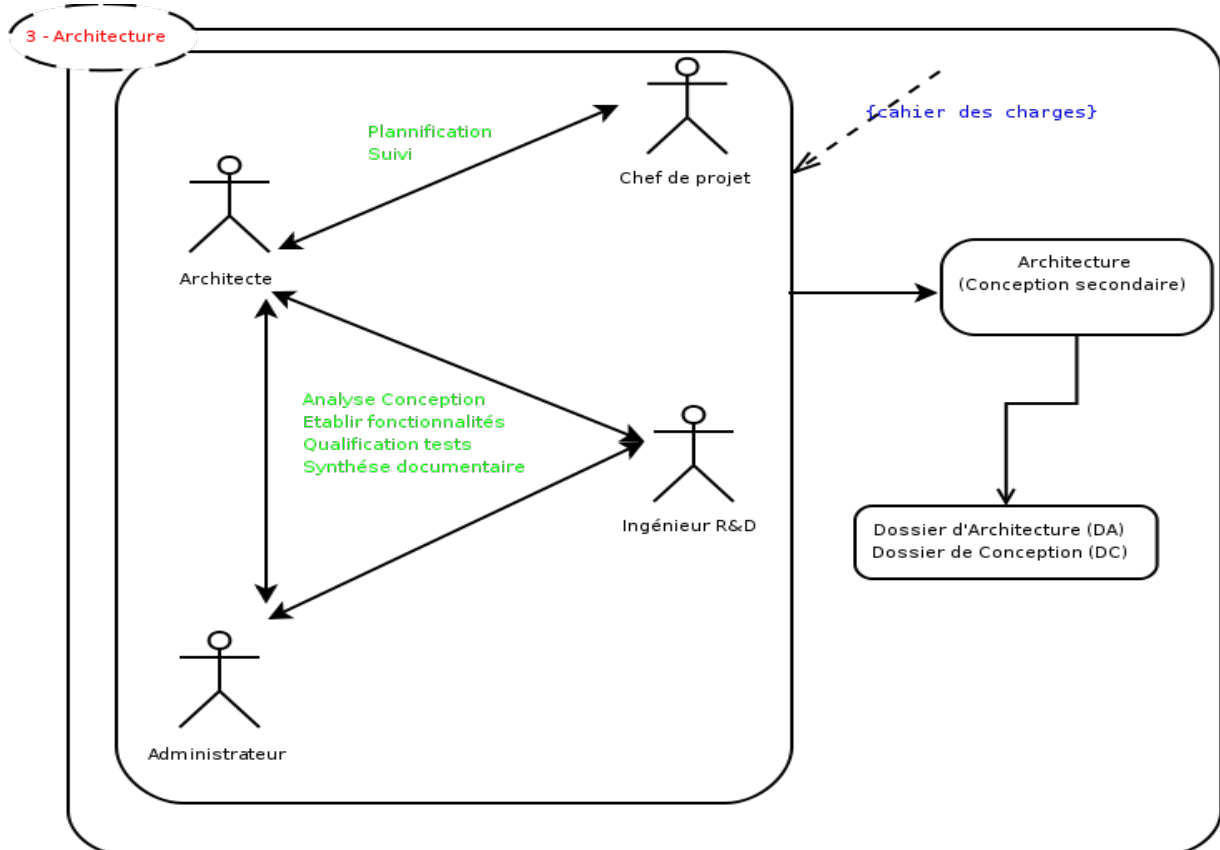 3 - Architecture
{cahier des charges}
Plannification
Suivi
Chef de projet
Architecte
Architecture
(Conception secondaire)
Analyse Conception
Etablir fonctionnalités
Qualification tests
Synthése documentaire
Ingénieur R&D
Dossier d'Architecture (DA)
Dossier de Conception (DC)
Administrateur